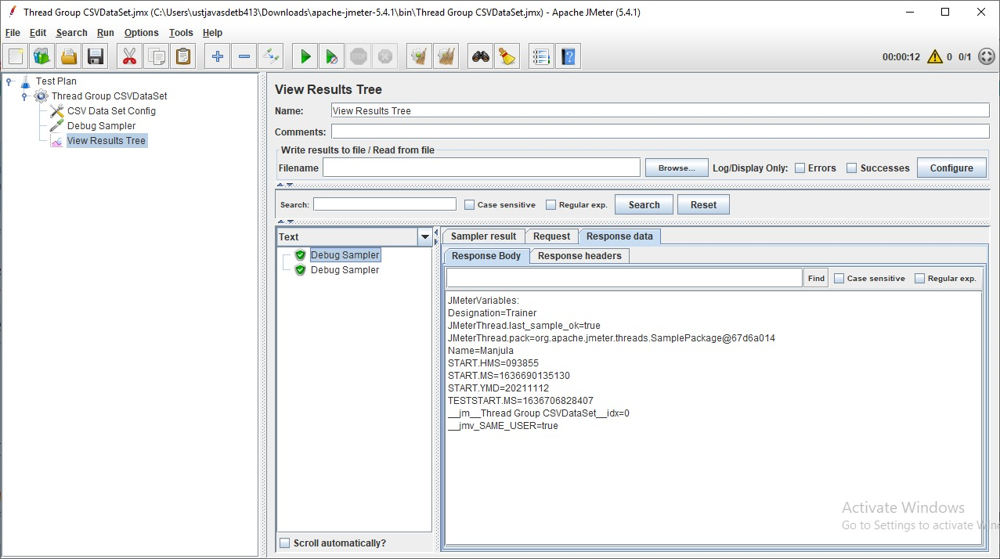 Thread Group CSVDataSet.jmx (C:\Users\ustjavasdetb413\Downloads\apache-jmeter-5.4.1\bin\Thread Group CSVDataSet.jmx) - Apache JMeter (5.4.1)
File Edit Search Run Options Tools Help
STOP
00:00:12 0 0/1
Test Plan
Thread Group CSVDataSet
CSV Data Set Config
Debug Sampler
View Results Tree
View Results Tree
Name: View Results Tree
Comments:
Write results to file / Read from file
Filename Browse... Log/Display Only: Errors Successes Configure
Search: Case sensitive Regular exp. Search Reset
Text
Debug Sampler
Debug Sampler
Scroll automatically?
Sampler result Request Response data
Response Body Response headers
Find Case sensitive Regular exp.
JMeterVariables:
Designation=Trainer
JMeterThread.last_sample_ok=true
JMeterThread.pack=org.apache.jmeter.threads.SamplePackage@67d6a014
Name=Manjula
START.HMS=093855
START.MS=1636690135130
START.YMD=20211112
TESTSTART.MS=1636706828407
__jm__Thread Group CSVDataSet__idx=0
__jmv_SAME_USER=true
Activate Windows
Go to Settings to activate Win